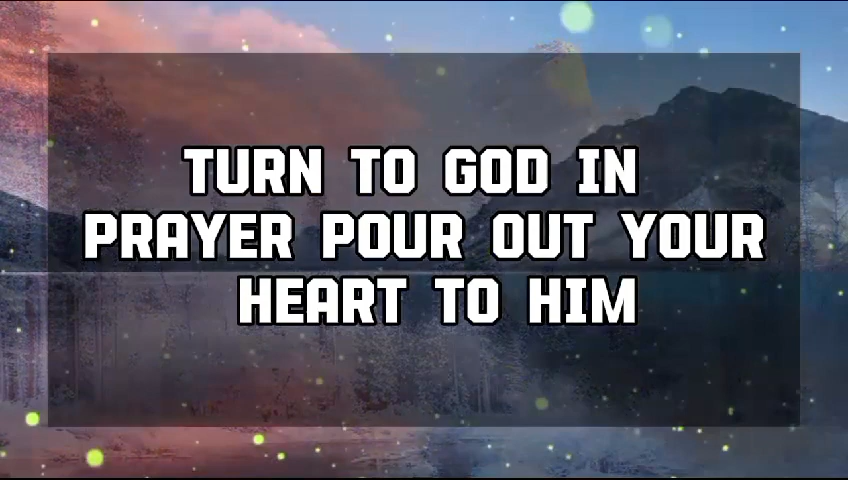 TURN TO GOD IN
PRAYER POUR OUT YOUR
HEART TO HIM